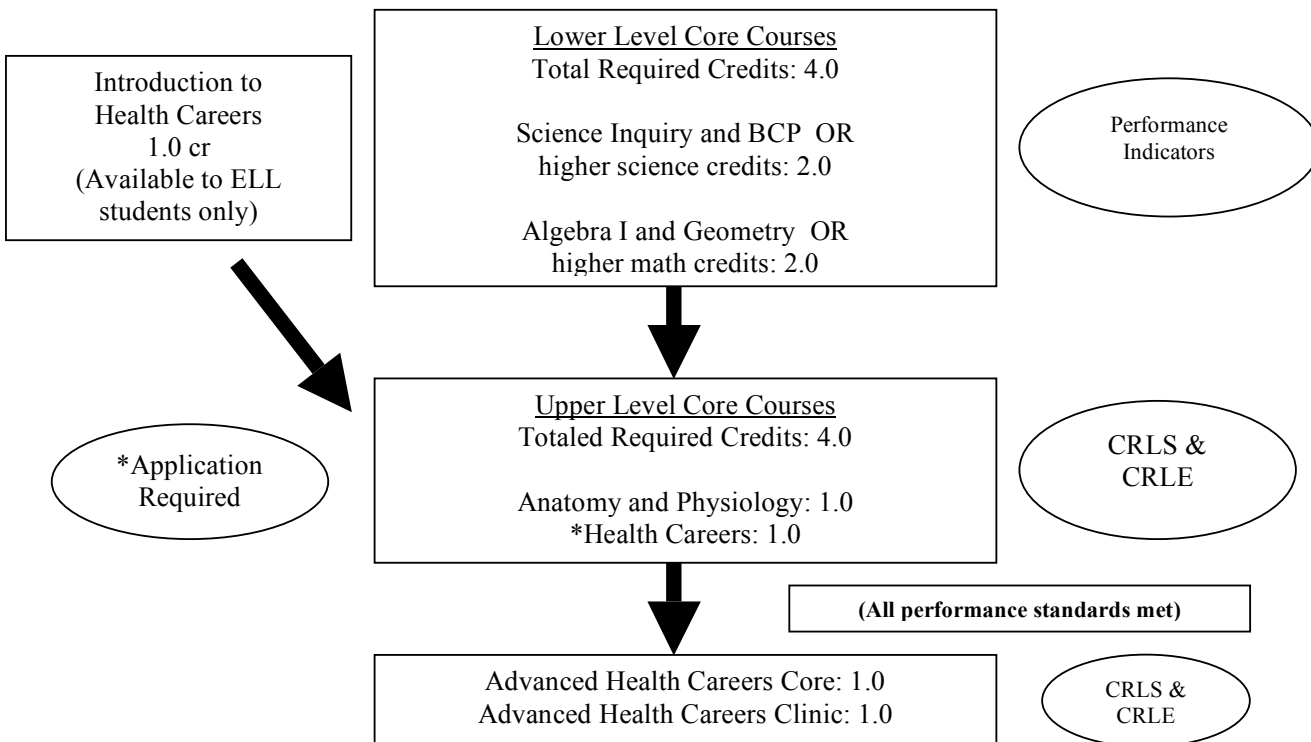 Introduction to
Health Careers
1.0 cr
(Available to ELL
students only)
Lower Level Core Courses
Total Required Credits: 4.0
Science Inquiry and BCP OR
higher science credits: 2.0
Algebra I and Geometry OR
higher math credits: 2.0
Performance
Indicators
*Application
Required
Upper Level Core Courses
Totaled Required Credits: 4.0
Anatomy and Physiology: 1.0
*Health Careers: 1.0
CRLS &
CRLE
(All performance standards met)
Advanced Health Careers Core: 1.0
Advanced Health Careers Clinic: 1.0
CRLS &
CRLE